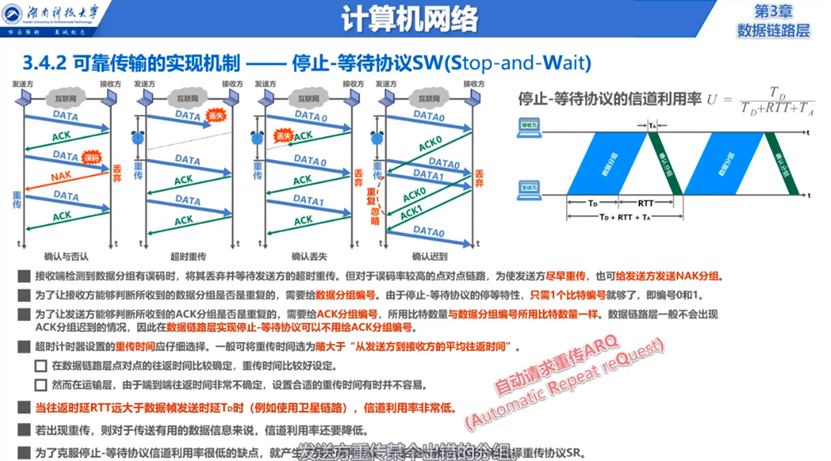 湖南科技大学
计算机网络
第3章
数据链路层
3.4.2 可靠传输的实现机制 —— 停止-等待协议SW(Stop-and-Wait)
发送方 接收方 发送方 接收方 发送方 接收方 发送方 接收方
互联网 互联网 互联网 互联网
DATA
ACK
DATA
误码
丢弃
NAK
重传
DATA
ACK
t t
确认与否认
DATA
丢失
重传
DATA
ACK
DATA
ACK
t t
超时重传
DATA0
丢失
ACK
重传
DATA0
丢弃
ACK
DATA1
ACK
t t
确认丢失
DATA0
ACK0
重传
DATA0
DATA1
丢弃
重复
忽略
ACK0
ACK1
DATA0
t t
确认迟到
停止-等待协议的信道利用率 U = TD / TD+RTT+TA
TA
接收方
t
数据分组
确认分组
数据分组
确认分组
发送方
t
TD
RTT
TD + RTT + TA
接收端检测到数据分组有误码时，将其丢弃并等待发送方的超时重传。但对于误码率较高的点对点链路，为使发送方尽早重传，也可给发送方发送NAK分组。
为了让接收方能够判断所收到的数据分组是否是重复的，需要给数据分组编号。由于停止-等待协议的停等特性，只需1个比特编号就够了，即编号0和1。
为了让发送方能够判断所收到的ACK分组是否是重复的，需要给ACK分组编号，所用比特数量与数据分组编号所用比特数量一样。数据链路层一般不会出现
ACK分组迟到的情况，因此在数据链路层实现停止-等待协议可以不用给ACK分组编号。
超时计时器设置的重传时间应仔细选择。一般可将重传时间选为略大于“从发送方到接收方的平均往返时间”。
在数据链路层点对点的往返时间比较确定，重传时间比较好设定。
然而在运输层，由于端到端往返时间非常不确定，设置合适的重传时间有时并不容易。
自动请求重传ARQ
(Automatic Repeat reQuest)
当往返时延RTT远大于数据帧发送时延TD时（例如使用卫星链路），信道利用率非常低。
若出现重传，则对于传送有用的数据信息来说，信道利用率还要降低。
为了克服停止-等待协议信道利用率很低的缺点，就产生了
择重传协议SR。
发送方重传某个出错的分组